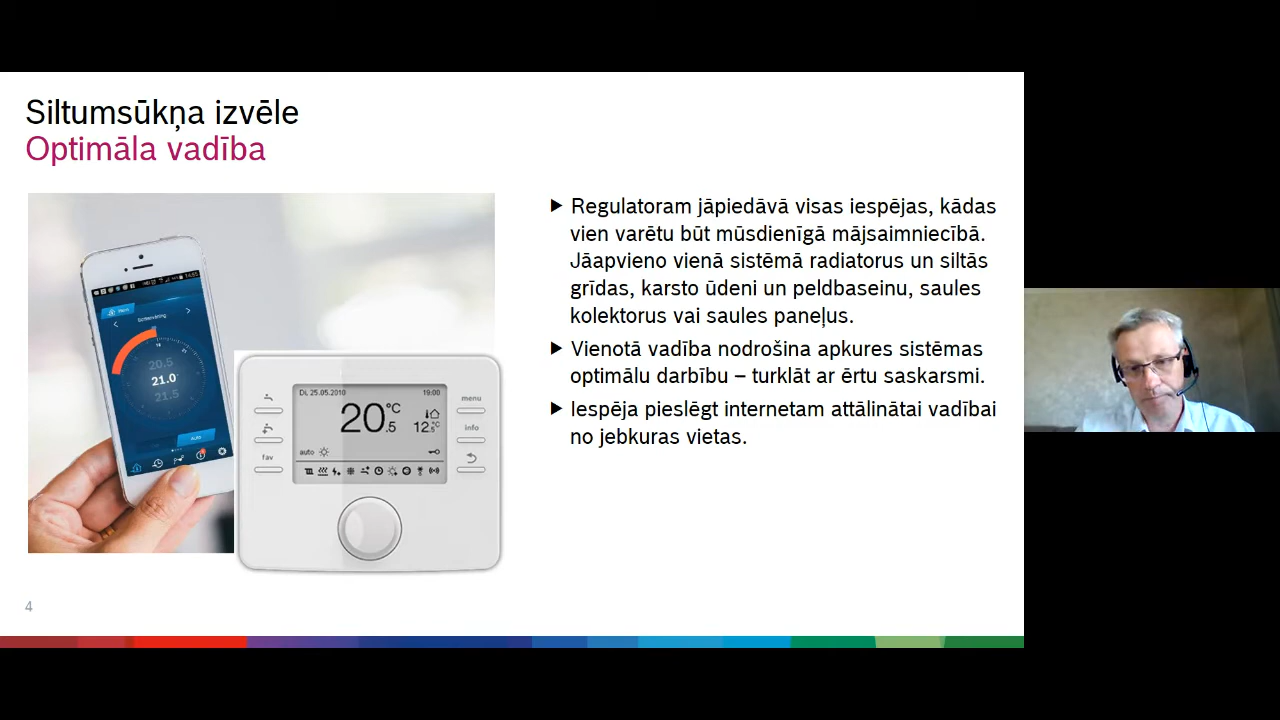 Siltumsūkņa izvēle
Optimāla vadība
Regulatoram jāpiedāvā visas iespējas, kādas
vien varētu būt mūsdienīgā mājsaimniecībā.
Jāapvieno vienā sistēmā radiatorus un siltās
grīdas, karsto ūdeni un peldbaseinu, saules
kolektorus vai saules paneļus.
Vienotā vadība nodrošina apkures sistēmas
optimālu darbību – turklāt ar ērtu saskarsmi.
Iespēja pieslēgt internetam attālinātai vadībai
no jebkuras vietas.
20.5
21.0°
21.5
Auto
Di, 25.05.2010 19:00
20.5 °C
12.5 °C
auto
menu
info
fav
4